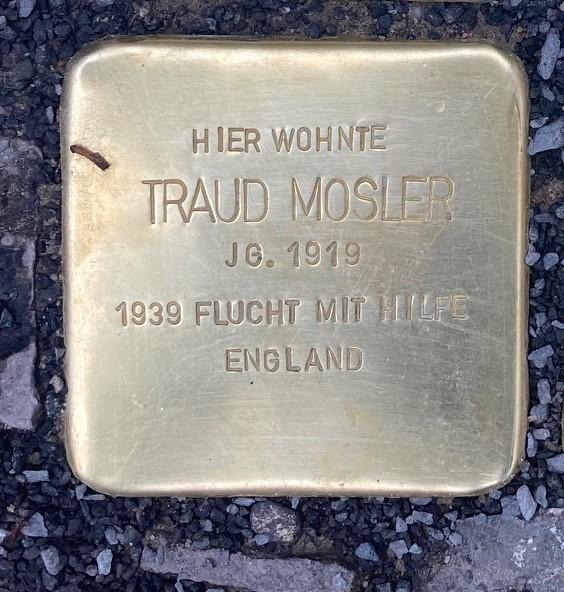 HIER WOHNTE
TRAUD MOSLER
JG. 1919
1939 FLUCHT MIT HILFE
ENGLAND